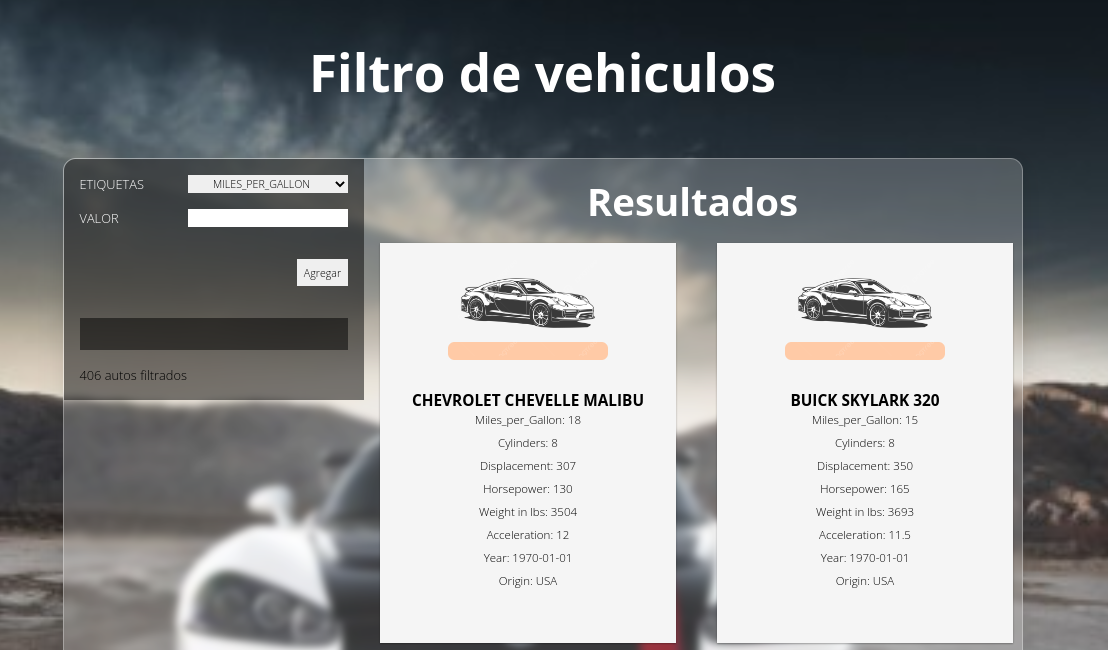 Filtro de vehiculos
ETIQUETAS
MILES_PER_GALLON
VALOR
Agregar
406 autos filtrados
Resultados
CHEVROLET CHEVELLE MALIBU
Miles_per_Gallon: 18
Cylinders: 8
Displacement: 307
Horsepower: 130
Weight in lbs: 3504
Acceleration: 12
Year: 1970-01-01
Origin: USA
BUICK SKYLARK 320
Miles_per_Gallon: 15
Cylinders: 8
Displacement: 350
Horsepower: 165
Weight in lbs: 3693
Acceleration: 11.5
Year: 1970-01-01
Origin: USA